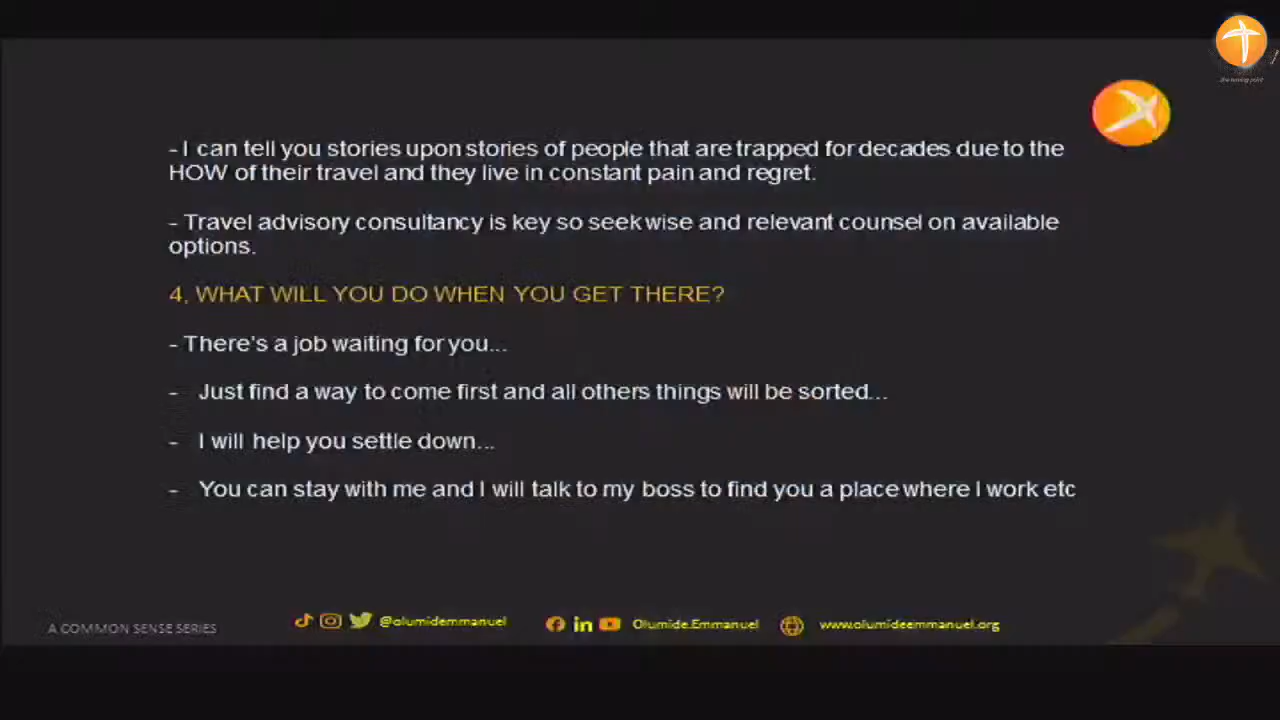 - I can tell you stories upon stories of people that are trapped for decades due to the
HOW of their travel and they live in constant pain and regret.
- Travel advisory consultancy is key so seek wise and relevant counsel on available
options.
4. WHAT WILL YOU DO WHEN YOU GET THERE?
- There's a job waiting for you...
- Just find a way to come first and all others things will be sorted...
- I will help you settle down...
- You can stay with me and I will talk to my boss to find you a place where I work etc
A COMMON SENSE SERIES
@olumidemmanuel
in
Olumide.Emmanuel
www.olumideemmanuel.org